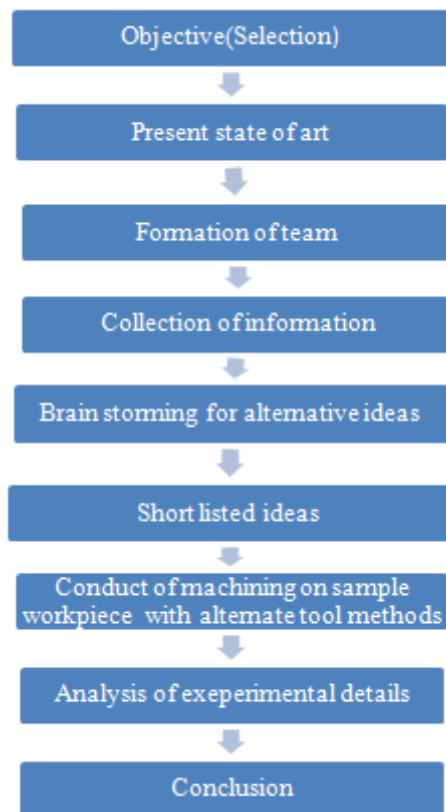 Objective(Selection)
Present state of art
Formation of team
Collection of information
Brain storming for alternative ideas
Short listed ideas
Conduct of machining on sample
workpiece with alternate tool methods
Analysis of exeperimental details
Conclusion